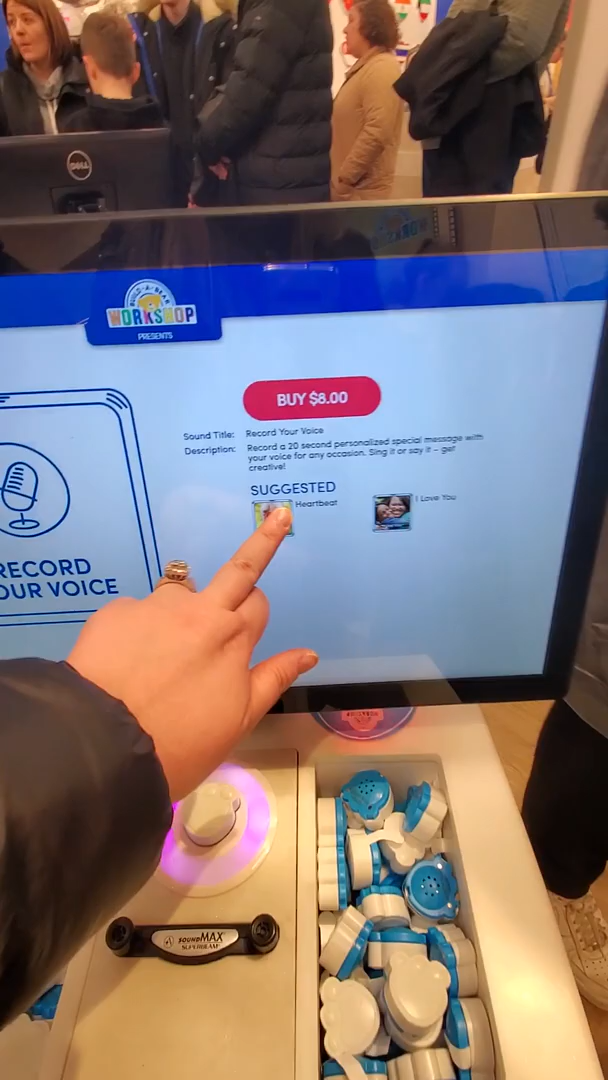 DELL
BUILD-A-BEAR
WORKSHOP
PRESENTS
BUY $8.00
Sound Title: Record Your Voice
Description: Record a 20 second personalized special message with
your voice for any occasion. Sing it or say it – get
creative!
SUGGESTED
Heartbeat
I Love You
RECORD
OUR VOICE
SOUNDMAX
SUPERBEAM